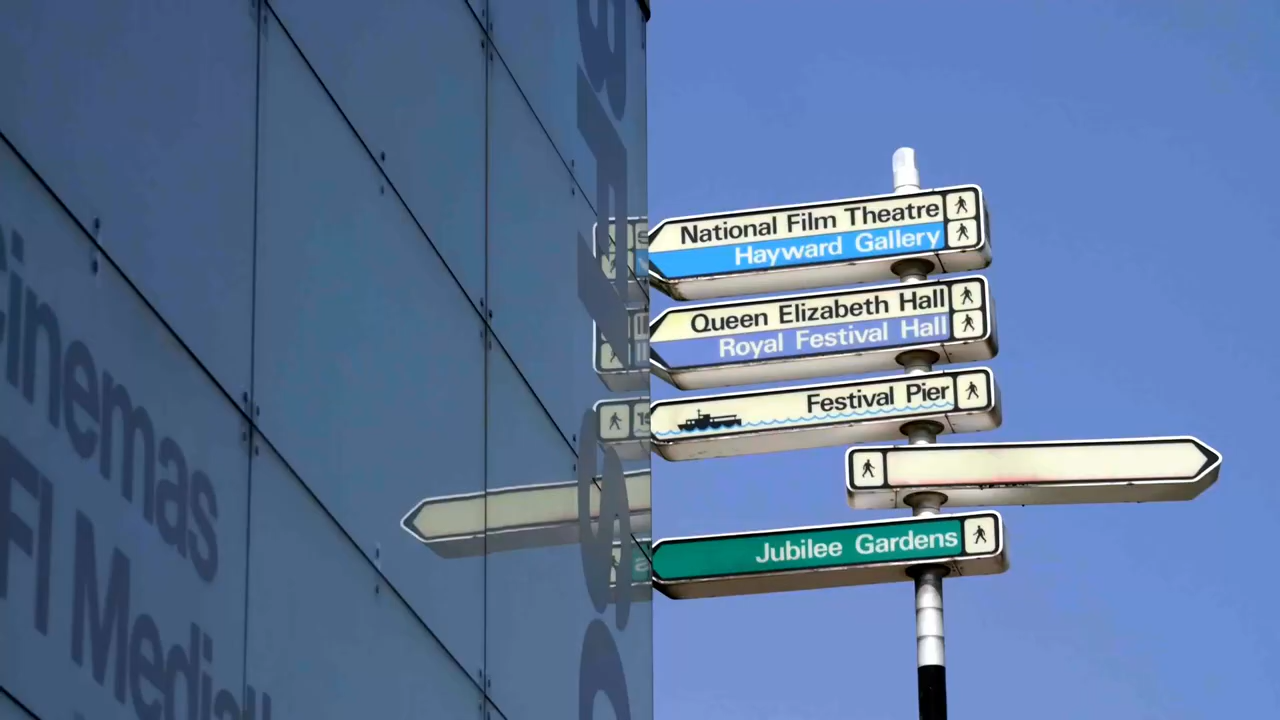 National Film Theatre
Hayward Gallery
Queen Elizabeth Hall
Royal Festival Hall
Festival Pier
Jubilee Gardens
cinemas
FI Media